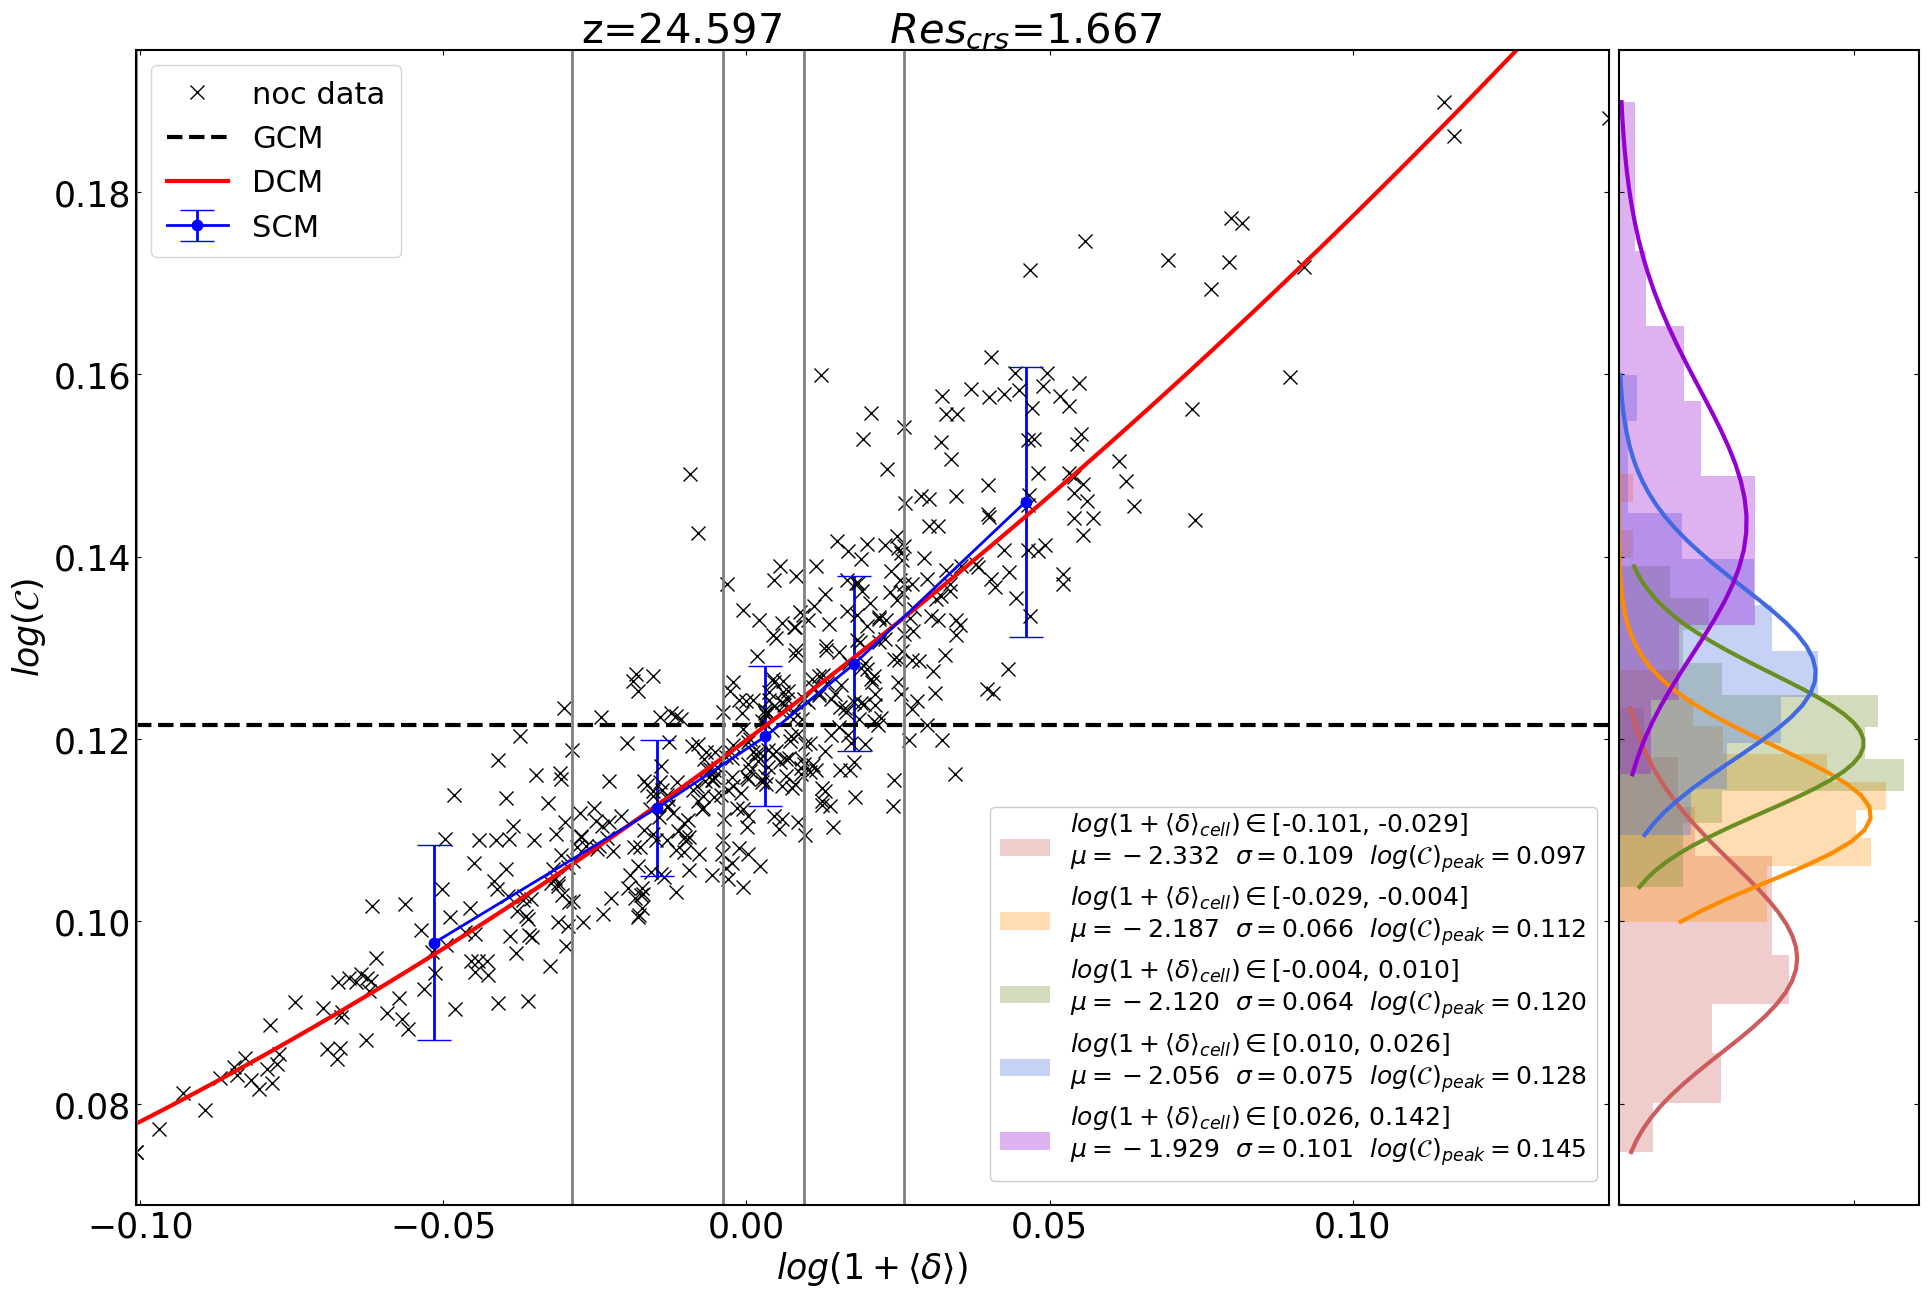 z=24.597 Res_crs=1.667
noc data
GCM
DCM
SCM
0.18
0.16
0.14
0.12
0.10
0.08
log(𝒞)
−0.10 −0.05 0.00 0.05 0.10
log(1 + ⟨δ⟩)
log(1 + ⟨δ⟩_cell) ∈ [-0.101, -0.029]
μ = −2.332 σ = 0.109 log(𝒞)_peak = 0.097
log(1 + ⟨δ⟩_cell) ∈ [-0.029, -0.004]
μ = −2.187 σ = 0.066 log(𝒞)_peak = 0.112
log(1 + ⟨δ⟩_cell) ∈ [-0.004, 0.010]
μ = −2.120 σ = 0.064 log(𝒞)_peak = 0.120
log(1 + ⟨δ⟩_cell) ∈ [0.010, 0.026]
μ = −2.056 σ = 0.075 log(𝒞)_peak = 0.128
log(1 + ⟨δ⟩_cell) ∈ [0.026, 0.142]
μ = −1.929 σ = 0.101 log(𝒞)_peak = 0.145